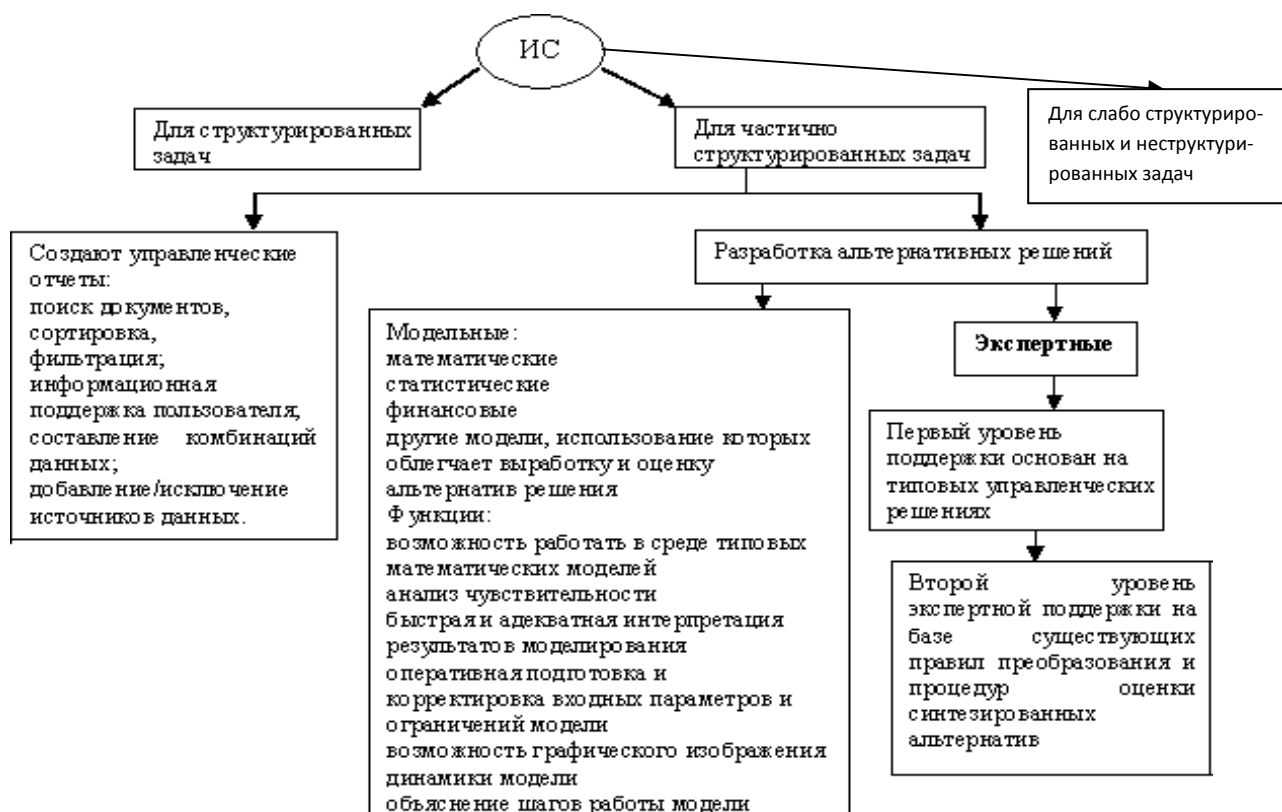 ИС
Для структурированных
задач
Для частично
структурированных задач
Для слабо структуриро-
ванных и неструктури-
рованных задач
Создают управленческие
отчеты:
поиск документов,
сортировка,
фильтрация;
информационная
поддержка пользователя;
составление комбинаций
данных;
добавление/исключение
источников данных.
Разработка альтернативных решений
Модельные:
математические
статистические
финансовые
другие модели, использование которых
облегчает выработку и оценку
альтернатив решения
Функции:
возможность работать в среде типовых
математических моделей
анализ чувствительности
быстрая и адекватная интерпретация
результатов моделирования
оперативная подготовка и
корректировка входных параметров и
ограничений модели
возможность графического изображения
динамики модели
объяснение шагов работы модели
Экспертные
Первый уровень
поддержки основан на
типовых управленческих
решениях
Второй уровень
экспертной поддержки на
базе существующих
правил преобразования и
процедур оценки
синтезированных
альтернатив